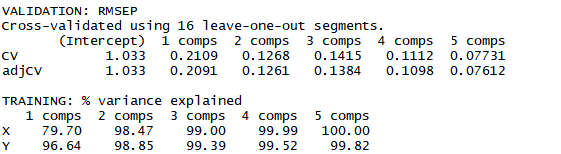 VALIDATION: RMSEP
Cross-validated using 16 leave-one-out segments.
(Intercept) 1 comps 2 comps 3 comps 4 comps 5 comps
CV 1.033 0.2109 0.1268 0.1415 0.1112 0.07731
adjCV 1.033 0.2091 0.1261 0.1384 0.1098 0.07612
TRAINING: % variance explained
1 comps 2 comps 3 comps 4 comps 5 comps
X 79.70 98.47 99.00 99.99 100.00
Y 96.64 98.85 99.39 99.52 99.82